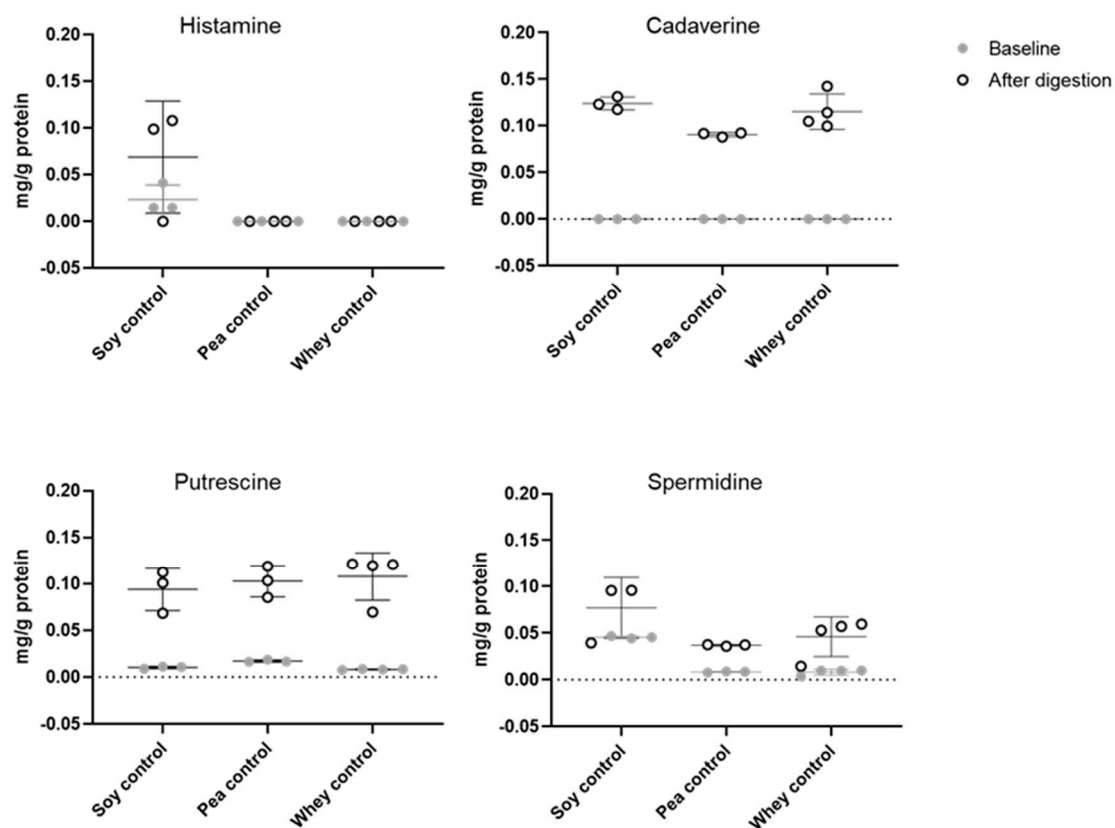 Histamine
0.20
0.15
0.10
0.05
0.00
-0.05
mg/g protein
Soy control
Pea control
Whey control
Cadaverine
0.20
0.15
0.10
0.05
0.00
-0.05
mg/g protein
Soy control
Pea control
Whey control
Baseline
After digestion
Putrescine
0.20
0.15
0.10
0.05
0.00
-0.05
mg/g protein
Soy control
Pea control
Whey control
Spermidine
0.20
0.15
0.10
0.05
0.00
-0.05
mg/g protein
Soy control
Pea control
Whey control